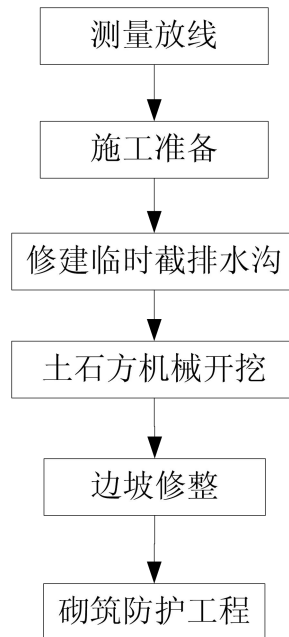 测量放线
施工准备
修建临时截排水沟
土石方机械开挖
边坡修整
砌筑防护工程